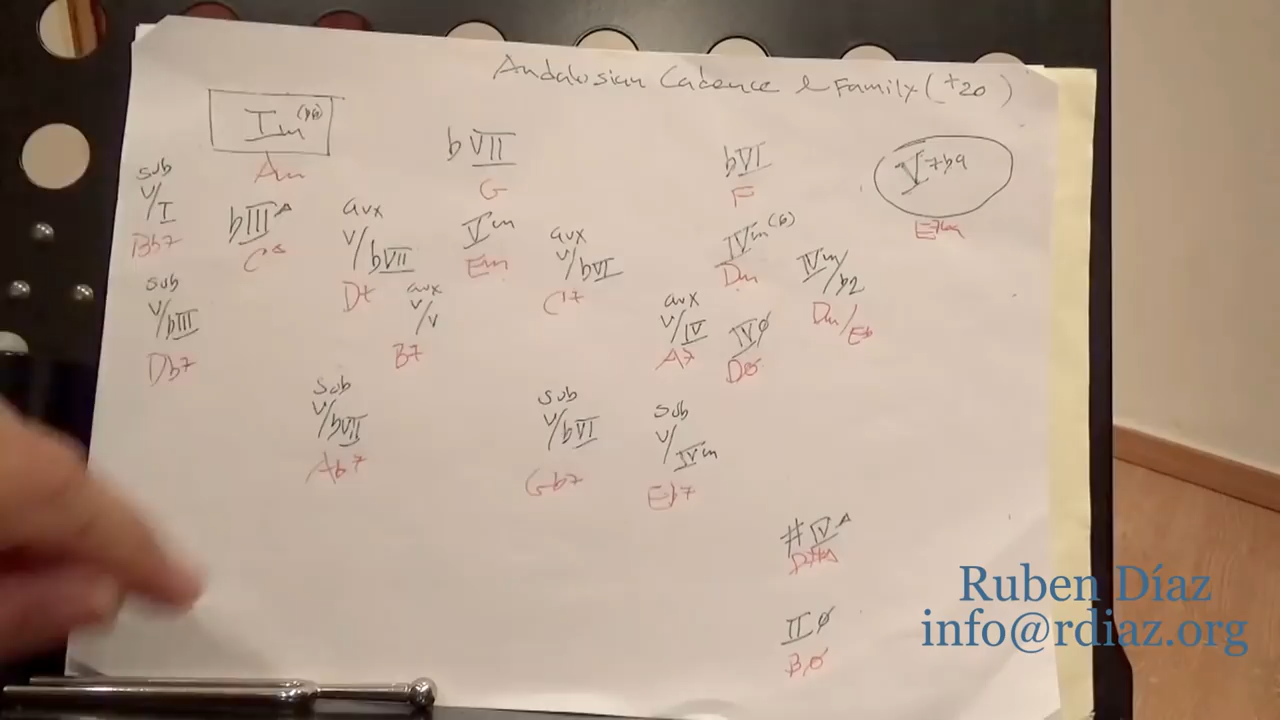 Andalusian Cadence & Family (+20)
Im
Am
bVII
G
bVI
F
V7b9
E7b9
sub
V/I
Bb7
bIIIΔ
CΔ
aux
V/bVII
D7
Vm
Em
aux
V/bVI
C7
IVm(6)
Dm
IVm/b2
Dm/Eb
sub
V/bIII
Db7
aux
V/V
B7
aux
V/IV
A7
IVø
Dø
sub
V/bVII
Ab7
sub
V/bVI
Gb7
sub
V/IVm
Eb7
#IVΔ
D#Δ
IIø
Bø
Ruben Díaz
info@rdiaz.org